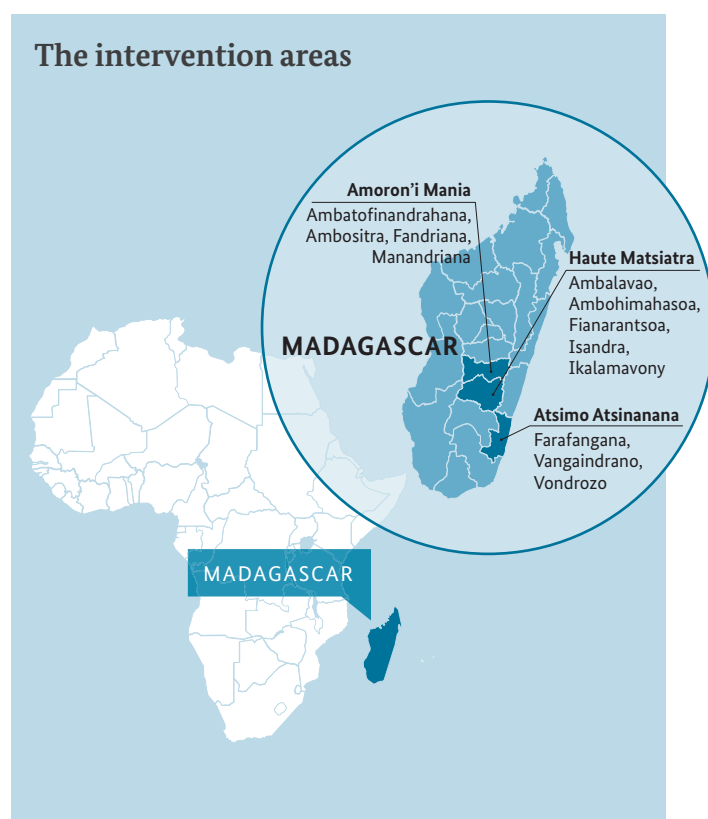 The intervention areas
Amoron'i Mania
Ambatofinandrahana,
Ambositra, Fandriana,
Manandriana
Haute Matsiatra
Ambalavao,
Ambohimahasoa,
Fianarantsoa,
Isandra,
Ikalamavony
MADAGASCAR
Atsimo Atsinanana
Farafangana,
Vangaindrano,
Vondrozo
MADAGASCAR